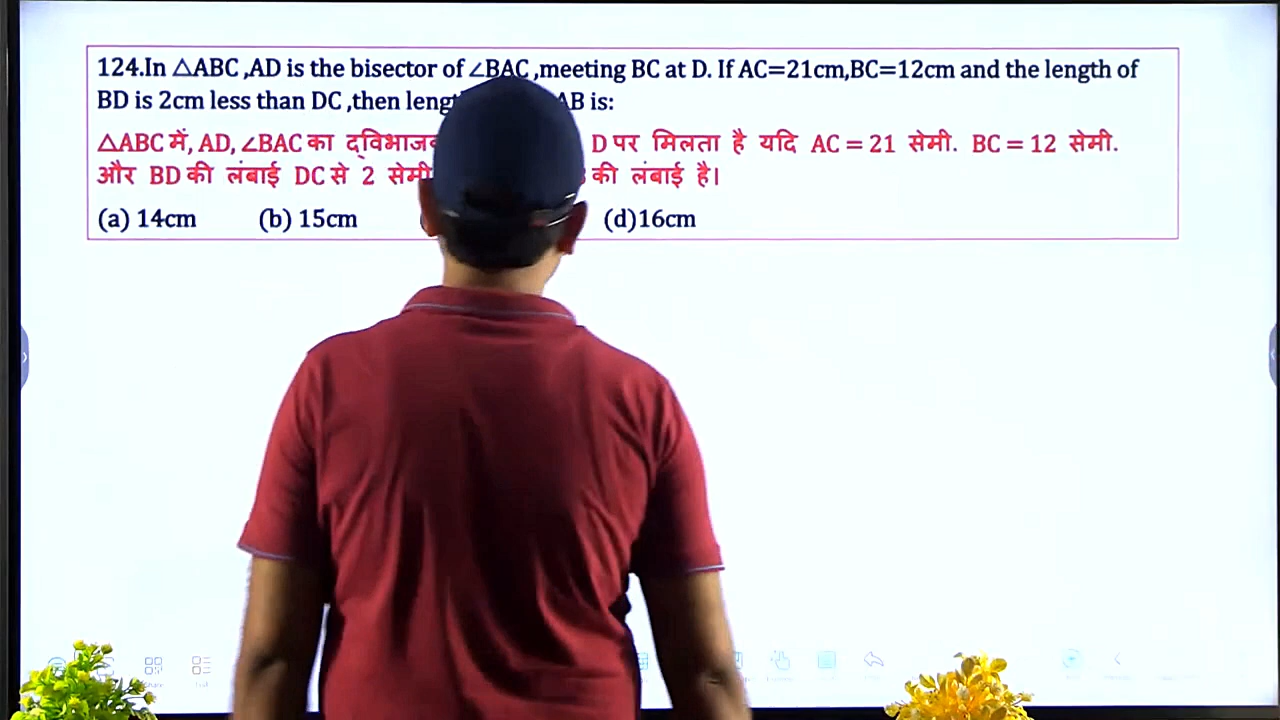 124.In △ABC ,AD is the bisector of ∠BAC ,meeting BC at D. If AC=21cm,BC=12cm and the length of
BD is 2cm less than DC ,then AB is:
△ABC में, AD, ∠BAC का D पर मिलता है यदि AC = 21 सेमी. BC = 12 सेमी.
और BD की लंबाई DC से 2 सेमी की लंबाई है।
(a) 14cm (b) 15cm (d)16cm